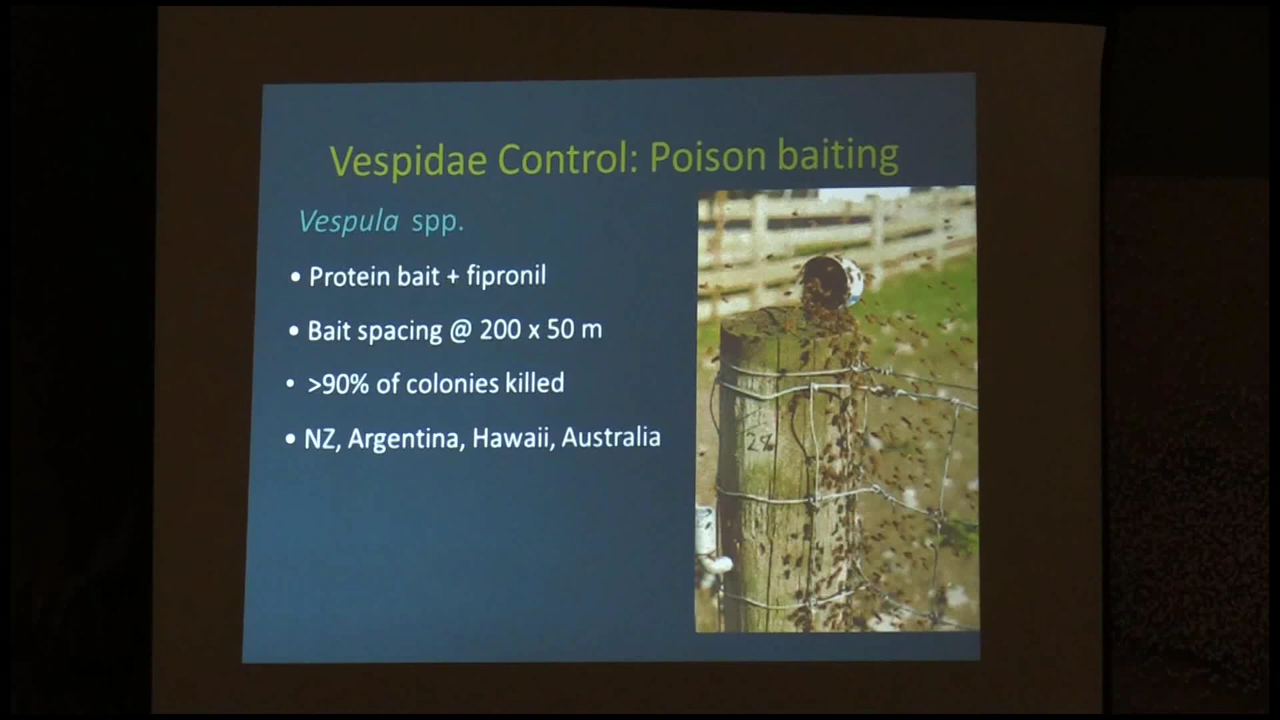 Vespidae Control: Poison baiting
Vespula spp.
• Protein bait + fipronil
• Bait spacing @ 200 x 50 m
• >90% of colonies killed
• NZ, Argentina, Hawaii, Australia